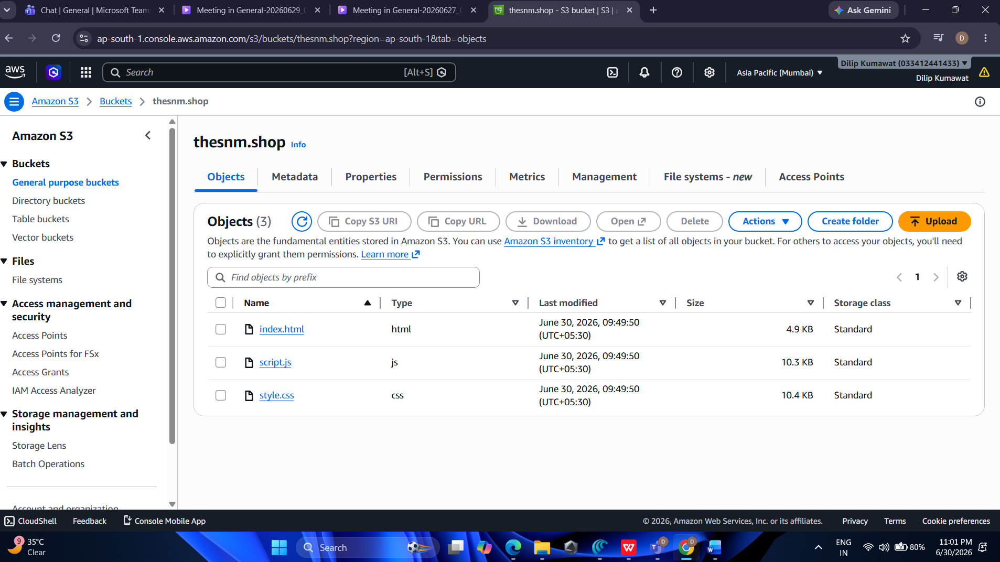 Chat | General | Microsoft Team
Meeting in General-20260629_
Meeting in General-20260627_
thesnm.shop - S3 bucket | S3 |
Ask Gemini
ap-south-1.console.aws.amazon.com/s3/buckets/thesnm.shop?region=ap-south-1&tab=objects
D
aws
Search
[Alt+S]
Asia Pacific (Mumbai)
Dilip Kumawat (033412441433)
Dilip Kumawat
Amazon S3
Buckets
thesnm.shop
Amazon S3
Buckets
General purpose buckets
Directory buckets
Table buckets
Vector buckets
Files
File systems
Access management and
security
Access Points
Access Points for FSx
Access Grants
IAM Access Analyzer
Storage management and
insights
Storage Lens
Batch Operations
Account and organization
thesnm.shop Info
Objects
Metadata
Properties
Permissions
Metrics
Management
File systems - new
Access Points
Objects (3)
Copy S3 URI
Copy URL
Download
Open
Delete
Actions
Create folder
Upload
Objects are the fundamental entities stored in Amazon S3. You can use Amazon S3 inventory to get a list of all objects in your bucket. For others to access your objects, you'll need
to explicitly grant them permissions. Learn more
Find objects by prefix
1
Name Type Last modified Size Storage class
index.html html June 30, 2026, 09:49:50 (UTC+05:30) 4.9 KB Standard
script.js js June 30, 2026, 09:49:50 (UTC+05:30) 10.3 KB Standard
style.css css June 30, 2026, 09:49:50 (UTC+05:30) 10.4 KB Standard
CloudShell
Feedback
Console Mobile App
© 2026, Amazon Web Services, Inc. or its affiliates.
Privacy
Terms
Cookie preferences
9
35°C
Clear
Search
D
D
ENG
IN
80%
11:01 PM
6/30/2026